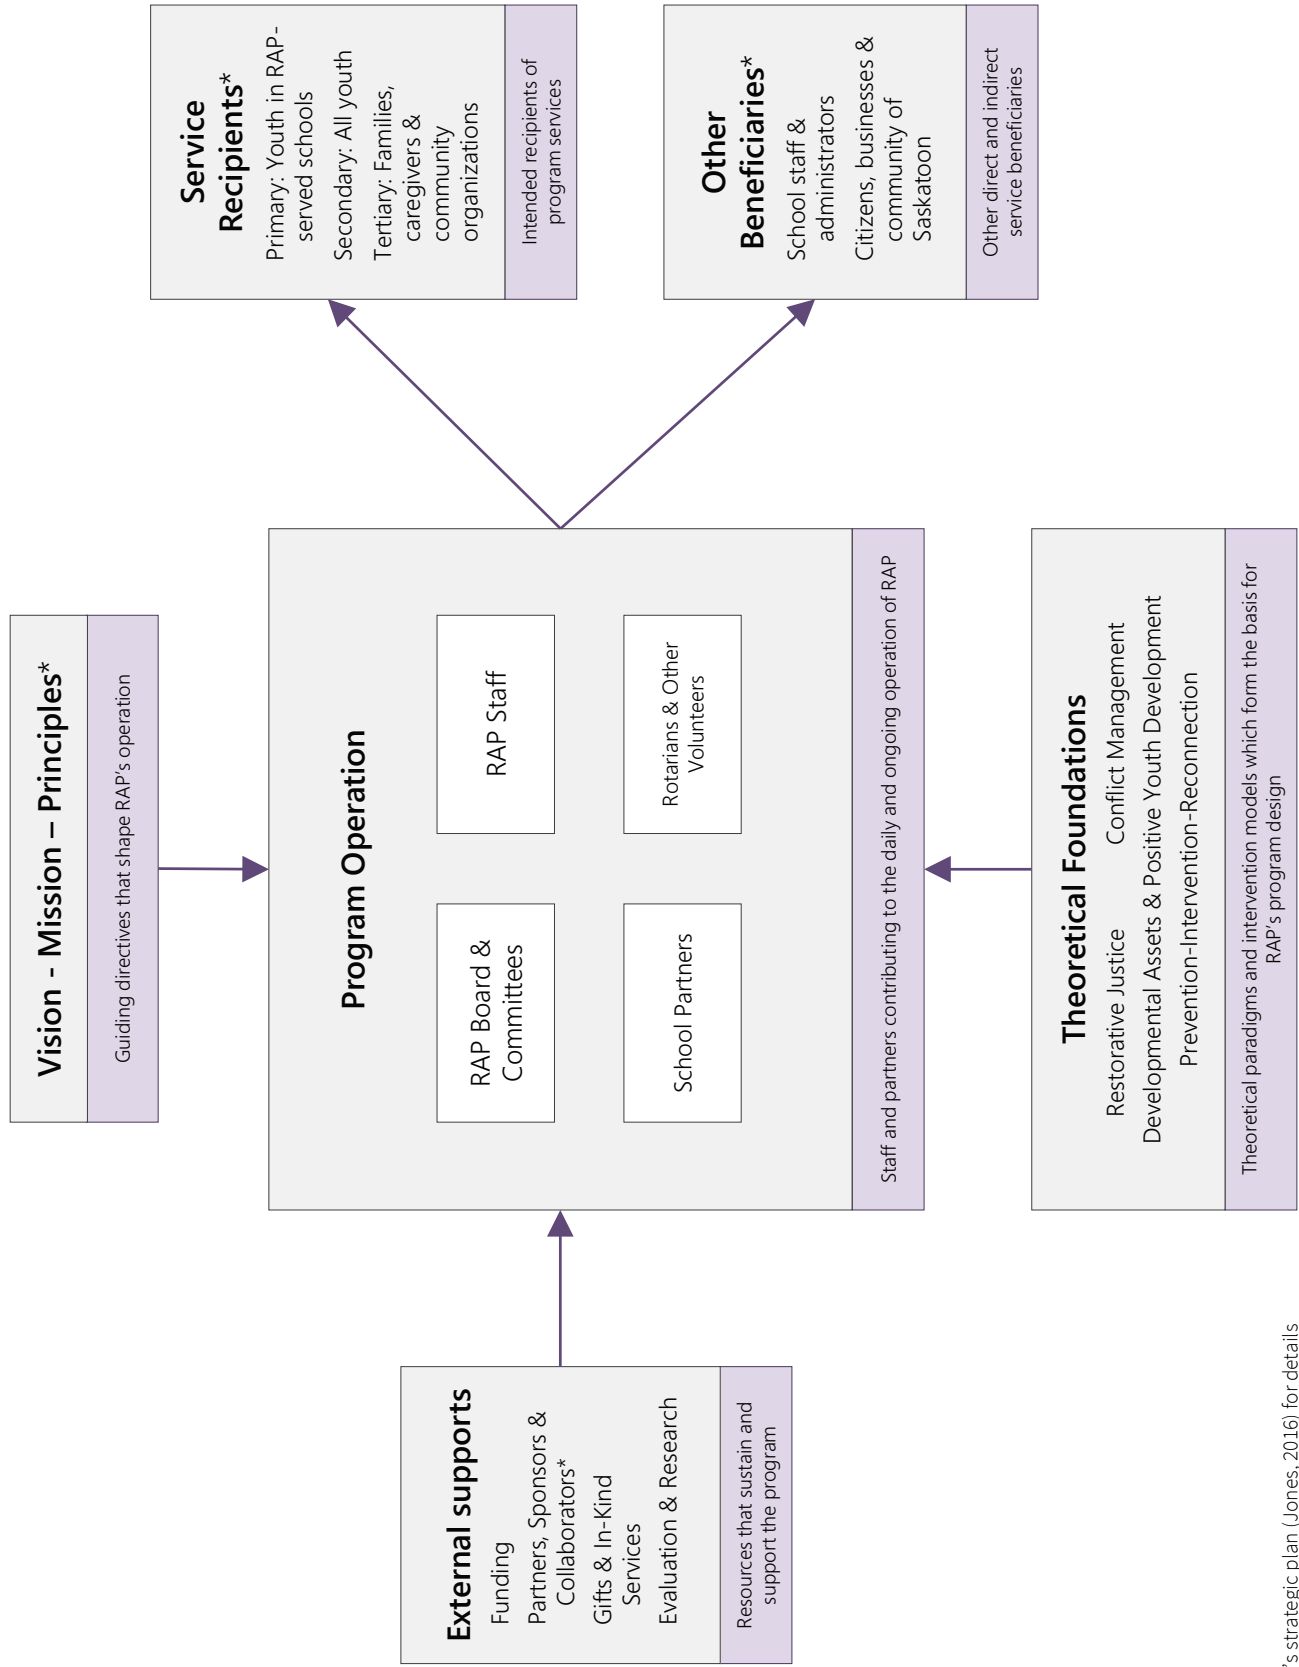 Vision - Mission – Principles*
Guiding directives that shape RAP's operation
External supports
Funding
Partners, Sponsors &
Collaborators*
Gifts & In-Kind
Services
Evaluation & Research
Resources that sustain and
support the program
Program Operation
RAP Board &
Committees
RAP Staff
School Partners
Rotarians & Other
Volunteers
Staff and partners contributing to the daily and ongoing operation of RAP
Service
Recipients*
Primary: Youth in RAP-
served schools
Secondary: All youth
Tertiary: Families,
caregivers &
community
organizations
Intended recipients of
program services
Other
Beneficiaries*
School staff &
administrators
Citizens, businesses &
community of
Saskatoon
Other direct and indirect
service beneficiaries
Theoretical Foundations
Restorative Justice Conflict Management
Developmental Assets & Positive Youth Development
Prevention-Intervention-Reconnection
Theoretical paradigms and intervention models which form the basis for
RAP's program design
's strategic plan (Jones, 2016) for details